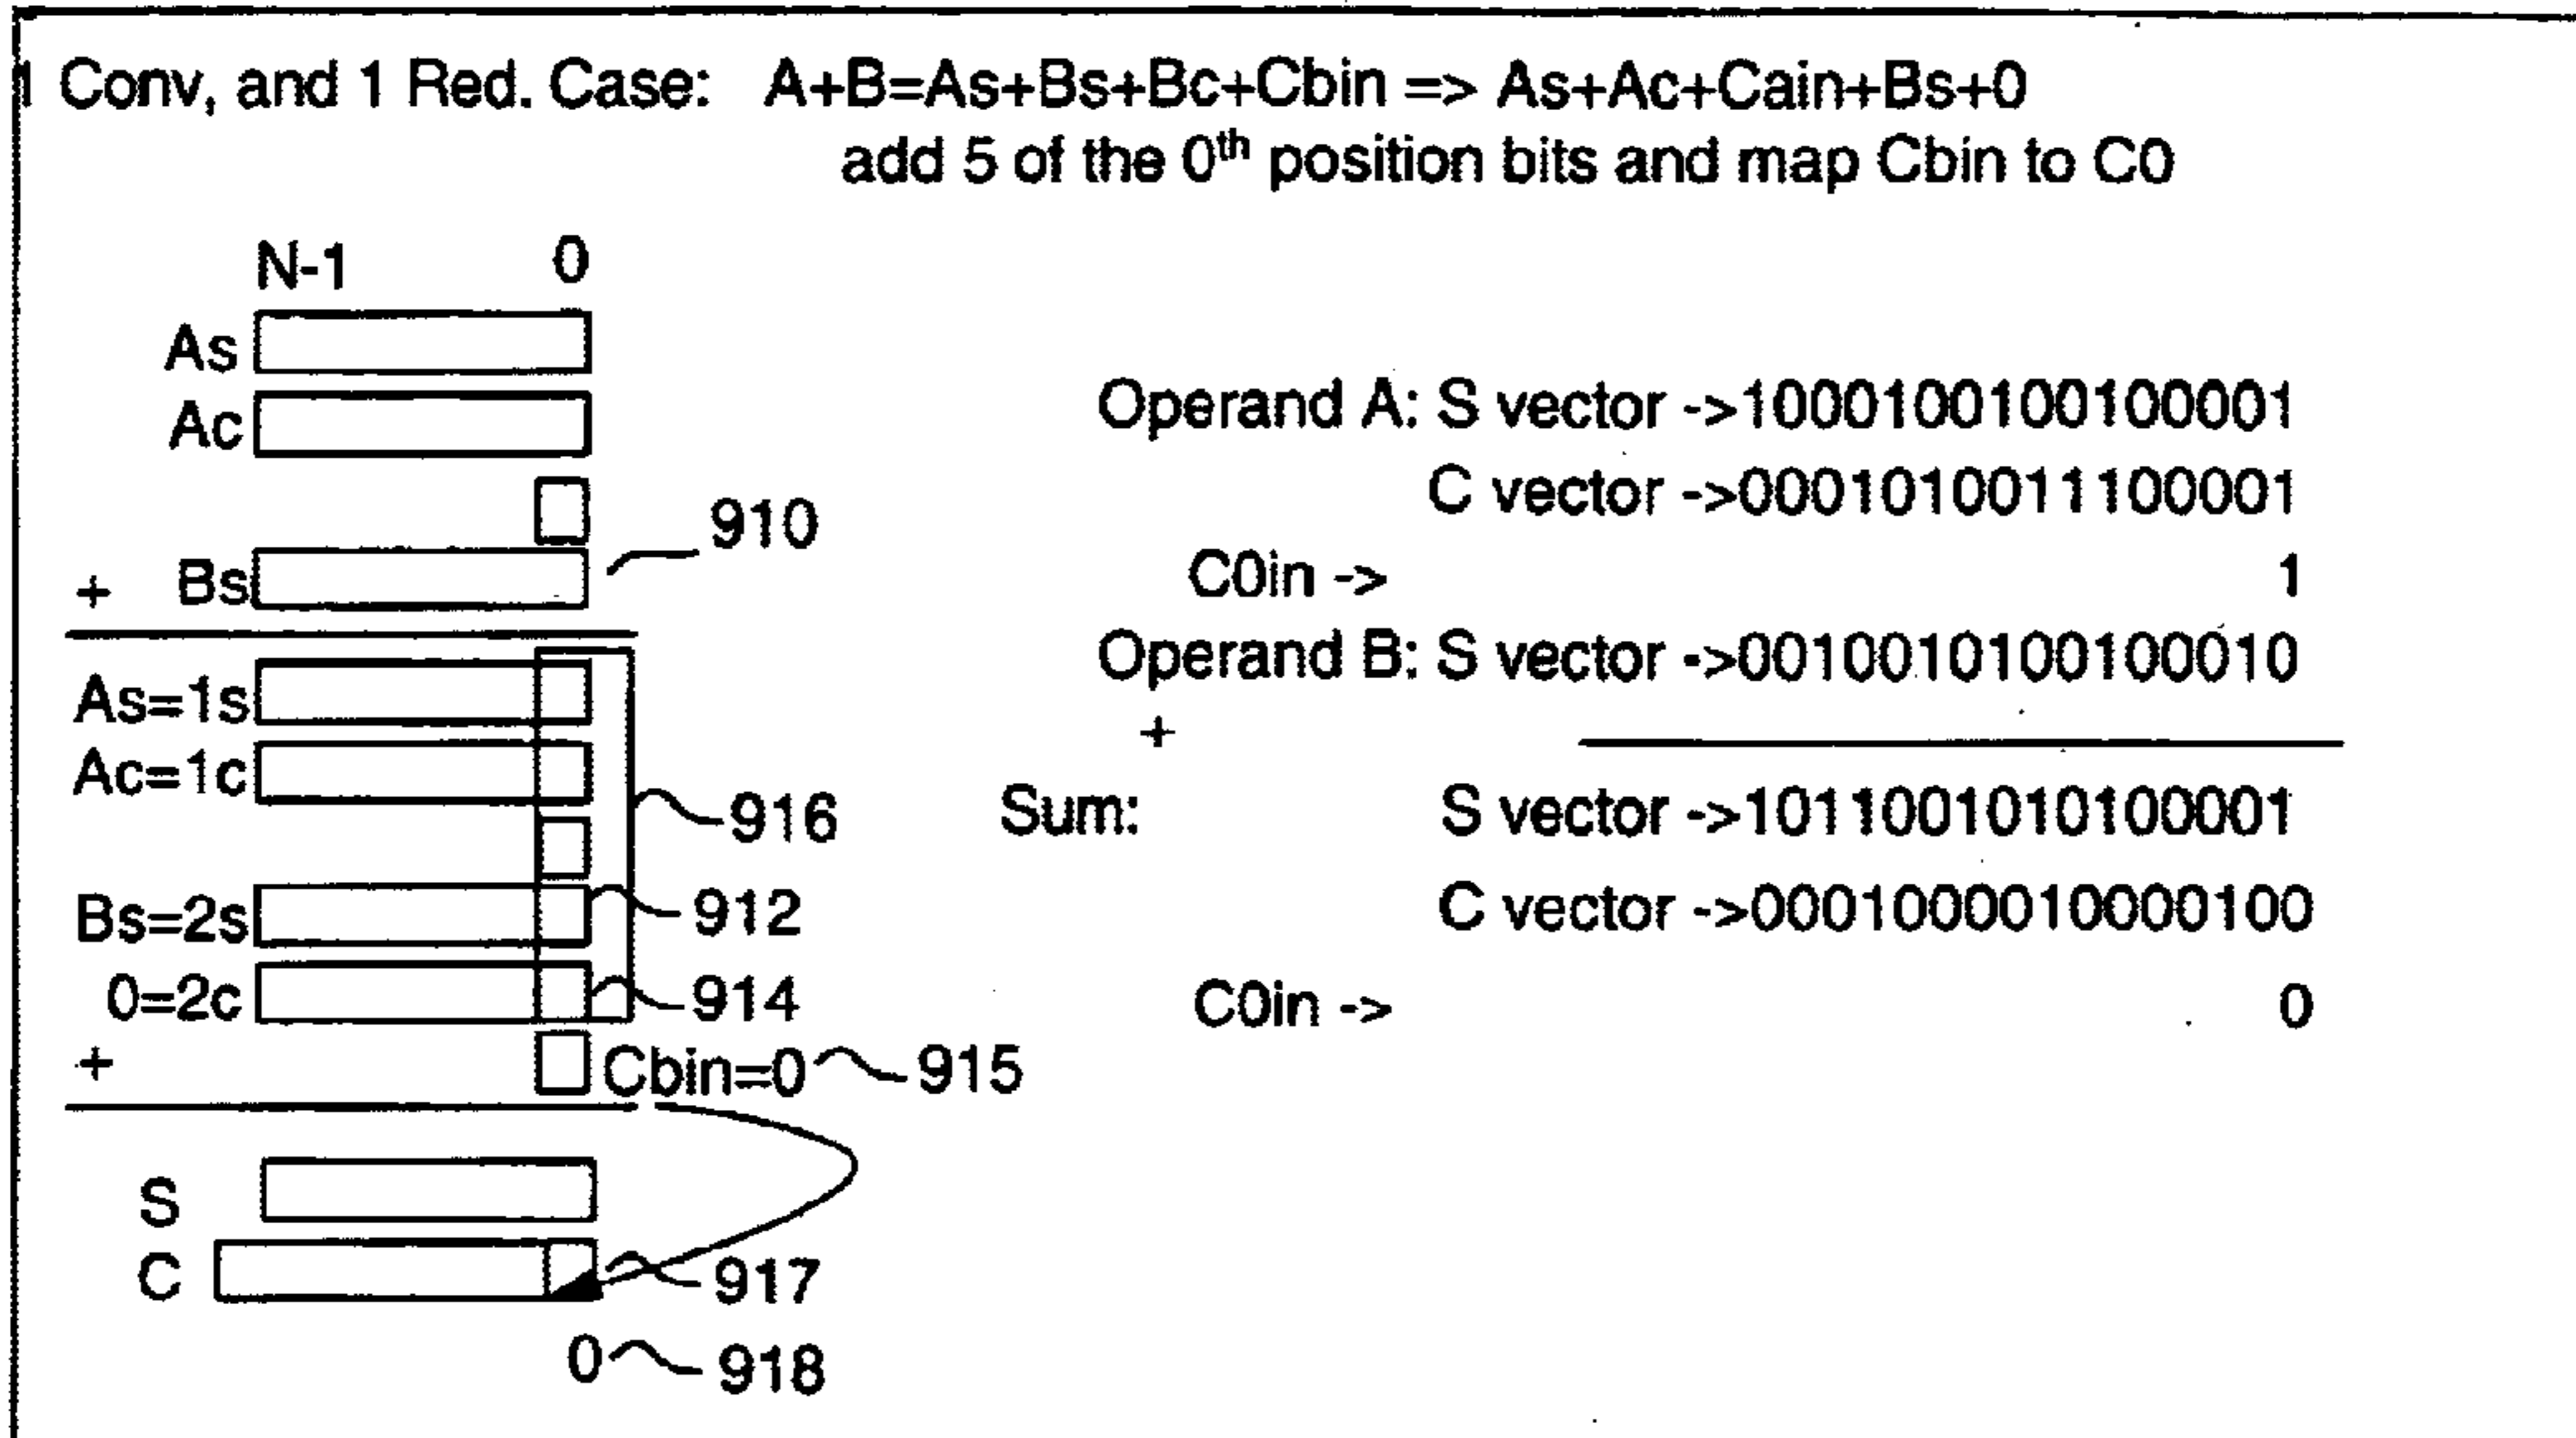 1 Conv, and 1 Red. Case: A+B=As+Bs+Bc+Cbin => As+Ac+Cain+Bs+0
add 5 of the 0th position bits and map Cbin to C0
N-1 0
As
Ac
910
+ Bs
As=1s
Ac=1c
916
Bs=2s
912
0=2c
914
+
Cbin=0 915
S
C
917
0 918
Operand A: S vector ->1000100100100001
C vector ->0001010011100001
C0in -> 1
Operand B: S vector ->0010010100100010
+
Sum: S vector ->1011001010100001
C vector ->0001000010000100
C0in -> 0